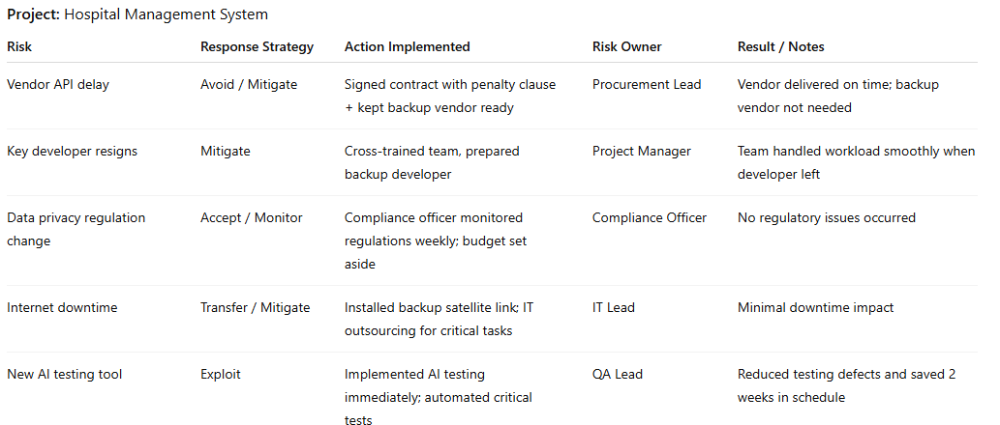 Project: Hospital Management System
Risk Response Strategy Action Implemented Risk Owner Result / Notes
Vendor API delay Avoid / Mitigate Signed contract with penalty clause Procurement Lead Vendor delivered on time; backup
+ kept backup vendor ready vendor not needed
Key developer resigns Mitigate Cross-trained team, prepared Project Manager Team handled workload smoothly when
backup developer developer left
Data privacy regulation Accept / Monitor Compliance officer monitored Compliance Officer No regulatory issues occurred
change regulations weekly; budget set
aside
Internet downtime Transfer / Mitigate Installed backup satellite link; IT IT Lead Minimal downtime impact
outsourcing for critical tasks
New AI testing tool Exploit Implemented AI testing QA Lead Reduced testing defects and saved 2
immediately; automated critical weeks in schedule
tests